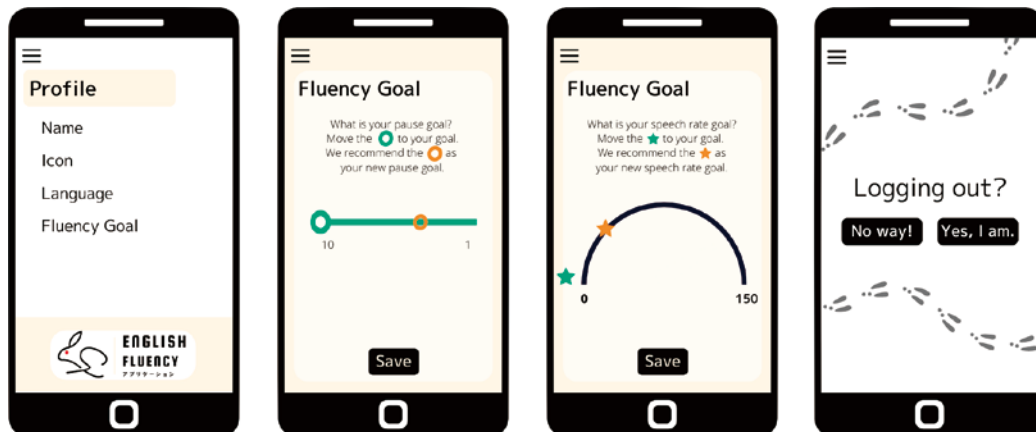 Profile
Name
Icon
Language
Fluency Goal
ENGLISH
FLUENCY
アプリケーション
Fluency Goal
What is your pause goal?
Move the to your goal.
We recommend the as
your new pause goal.
10 1
Save
Fluency Goal
What is your speech rate goal?
Move the to your goal.
We recommend the as
your new speech rate goal.
0 150
Save
Logging out?
No way! Yes, I am.